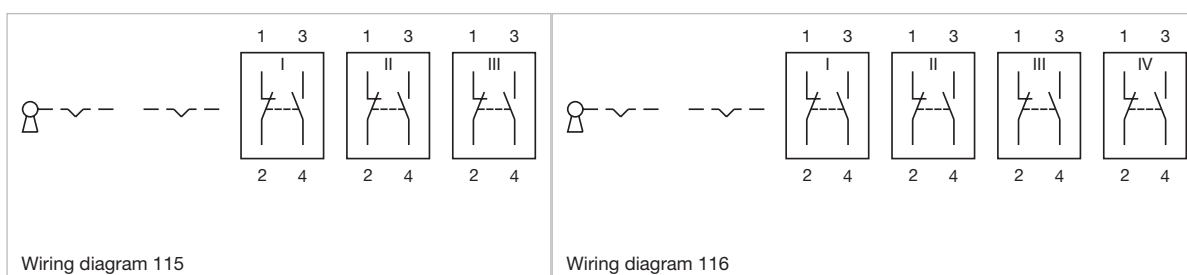 1 3 1 3 1 3
I II III
2 4 2 4 2 4
Wiring diagram 115
1 3 1 3 1 3 1 3
I II III IV
2 4 2 4 2 4 2 4
Wiring diagram 116